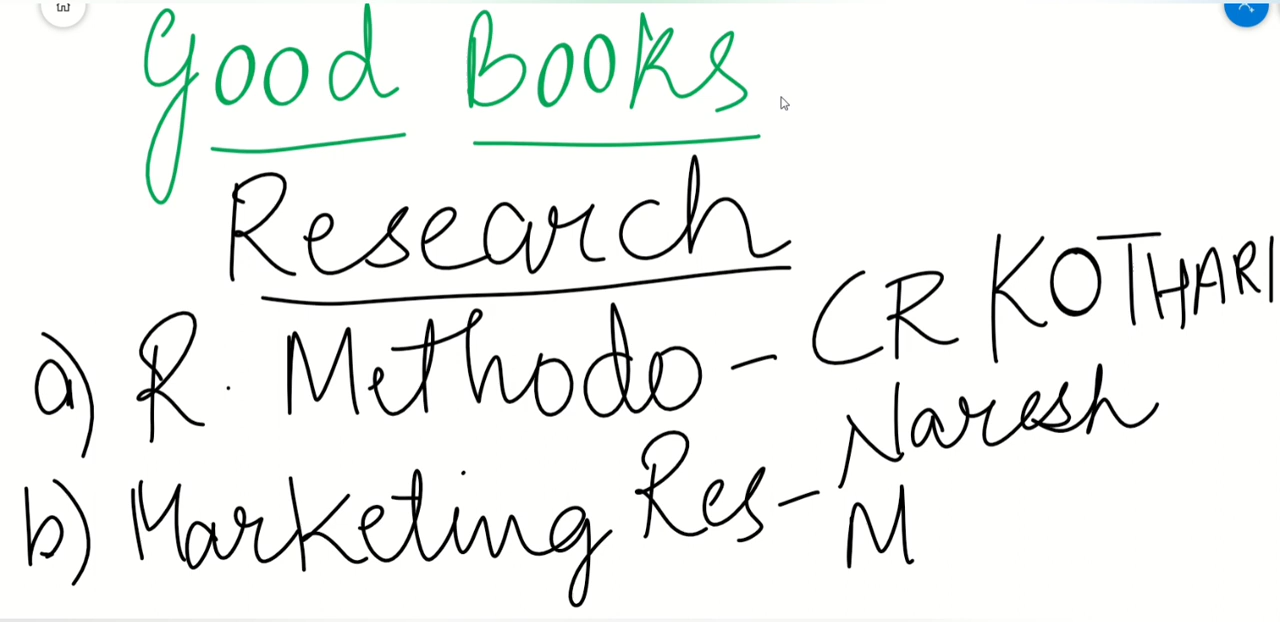 Good Books
Research
a) R. Methodo - CR KOTHARI
b) Marketing Res - Naresh
M